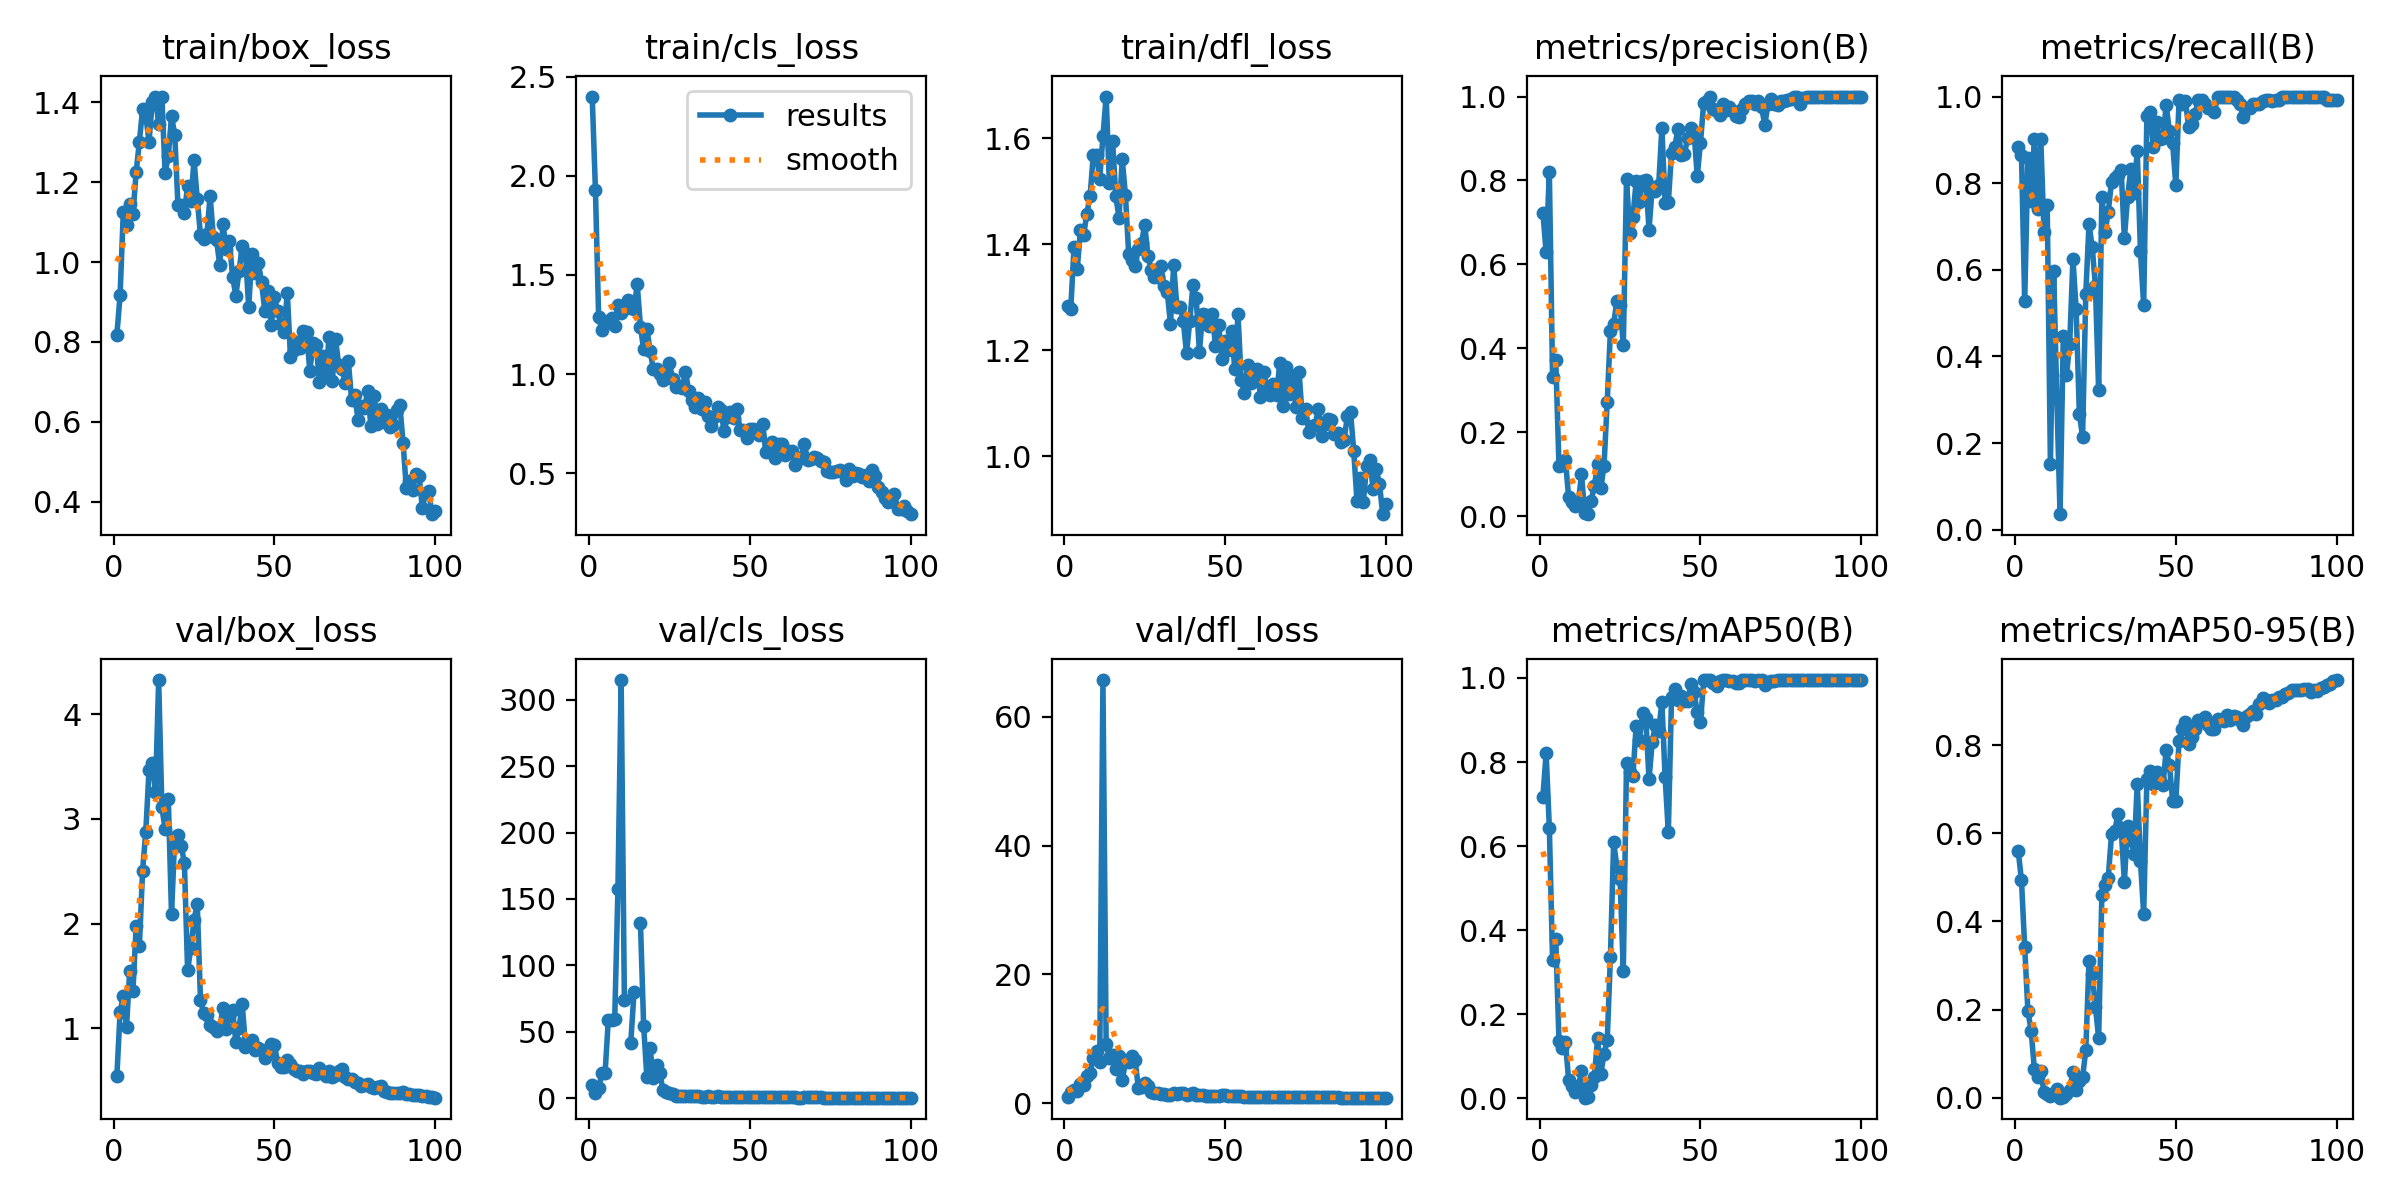 train/box_loss
1.4
1.2
1.0
0.8
0.6
0.4
0 50 100
train/cls_loss
2.5
2.0
1.5
1.0
0.5
results
smooth
0 50 100
train/dfl_loss
1.6
1.4
1.2
1.0
0 50 100
metrics/precision(B)
1.0
0.8
0.6
0.4
0.2
0.0
0 50 100
metrics/recall(B)
1.0
0.8
0.6
0.4
0.2
0.0
0 50 100
val/box_loss
4
3
2
1
0 50 100
val/cls_loss
300
250
200
150
100
50
0
0 50 100
val/dfl_loss
60
40
20
0
0 50 100
metrics/mAP50(B)
1.0
0.8
0.6
0.4
0.2
0.0
0 50 100
metrics/mAP50-95(B)
0.8
0.6
0.4
0.2
0.0
0 50 100